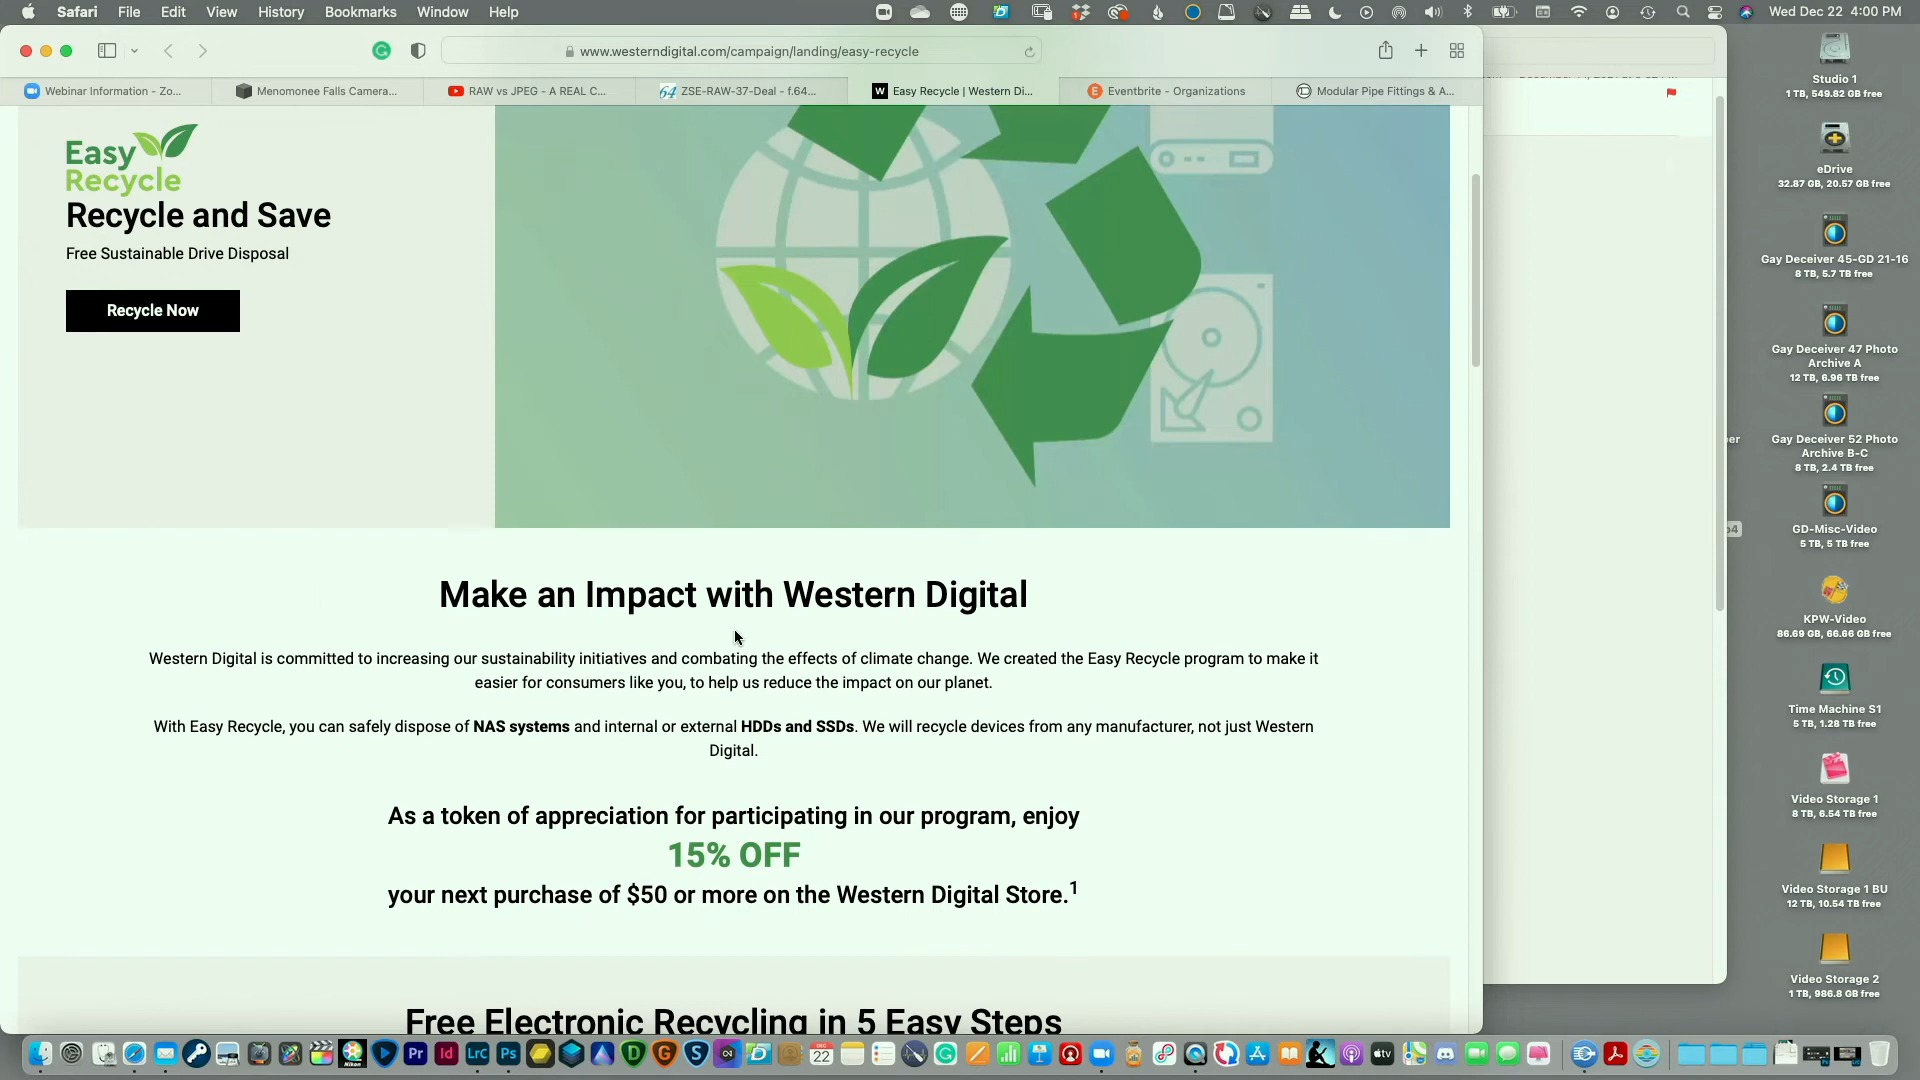 Safari File Edit View History Bookmarks Window Help
Wed Dec 22 4:00 PM
www.westerndigital.com/campaign/landing/easy-recycle
Webinar Information - Zo...
Menomonee Falls Camera...
RAW vs JPEG - A REAL C...
ZSE-RAW-37-Deal - f.64...
Easy Recycle | Western Di...
Eventbrite - Organizations
Modular Pipe Fittings & A...
Easy
Recycle
Recycle and Save
Free Sustainable Drive Disposal
Recycle Now
Make an Impact with Western Digital
Western Digital is committed to increasing our sustainability initiatives and combating the effects of climate change. We created the Easy Recycle program to make it
easier for consumers like you, to help us reduce the impact on our planet.
With Easy Recycle, you can safely dispose of NAS systems and internal or external HDDs and SSDs. We will recycle devices from any manufacturer, not just Western
Digital.
As a token of appreciation for participating in our program, enjoy
15% OFF
your next purchase of $50 or more on the Western Digital Store.1
Free Electronic Recycling in 5 Easy Steps
Studio 1
1 TB, 549.82 GB free
eDrive
32.87 GB, 20.57 GB free
Gay Deceiver 45-GD 21-16
8 TB, 5.7 TB free
Gay Deceiver 47 Photo
Archive A
12 TB, 6.96 TB free
Gay Deceiver 52 Photo
Archive B-C
8 TB, 2.4 TB free
GD-Misc-Video
5 TB, 5 TB free
KPW-Video
86.69 GB, 66.66 GB free
Time Machine S1
5 TB, 1.28 TB free
Video Storage 1
8 TB, 6.54 TB free
Video Storage 1 BU
12 TB, 10.54 TB free
Video Storage 2
1 TB, 986.8 GB free